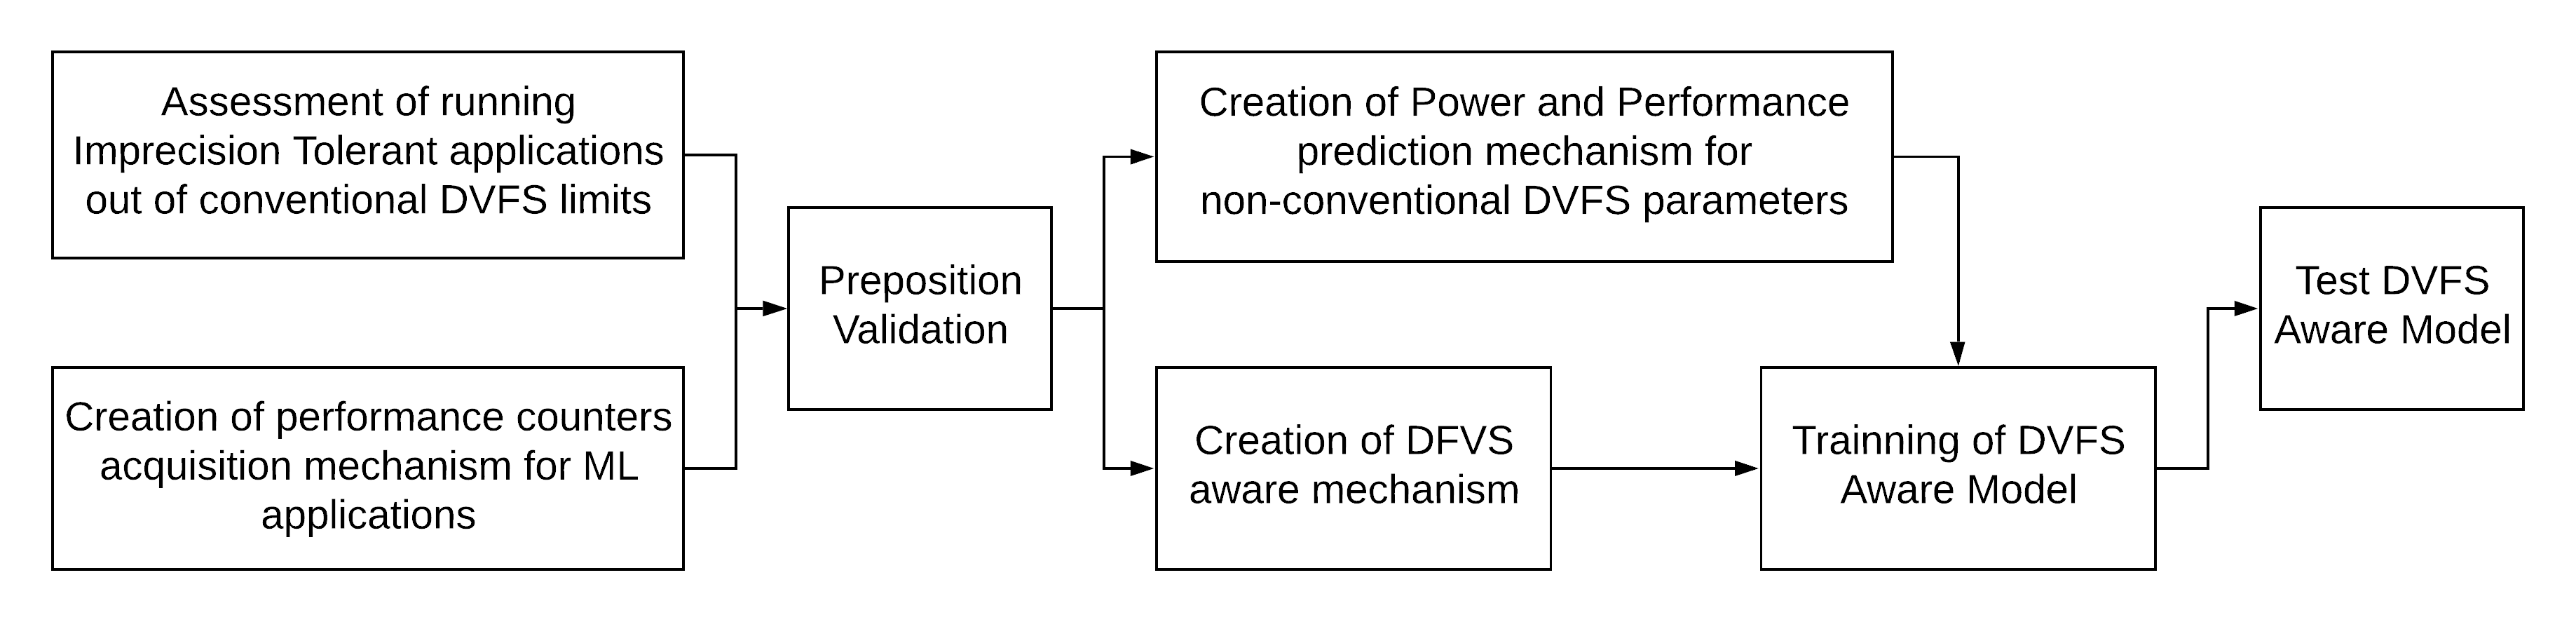 Assessment of running
Imprecision Tolerant applications
out of conventional DVFS limits
Creation of performance counters
acquisition mechanism for ML
applications
Preposition
Validation
Creation of Power and Performance
prediction mechanism for
non-conventional DVFS parameters
Creation of DFVS
aware mechanism
Trainning of DVFS
Aware Model
Test DVFS
Aware Model